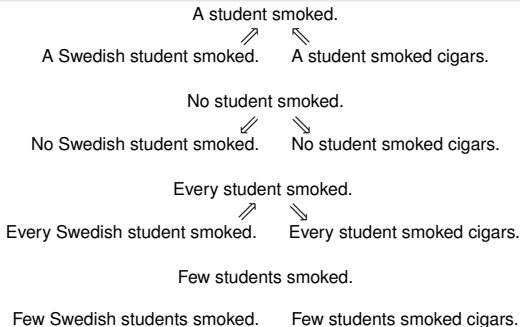 A student smoked.
A Swedish student smoked. A student smoked cigars.
No student smoked.
No Swedish student smoked. No student smoked cigars.
Every student smoked.
Every Swedish student smoked. Every student smoked cigars.
Few students smoked.
Few Swedish students smoked. Few students smoked cigars.